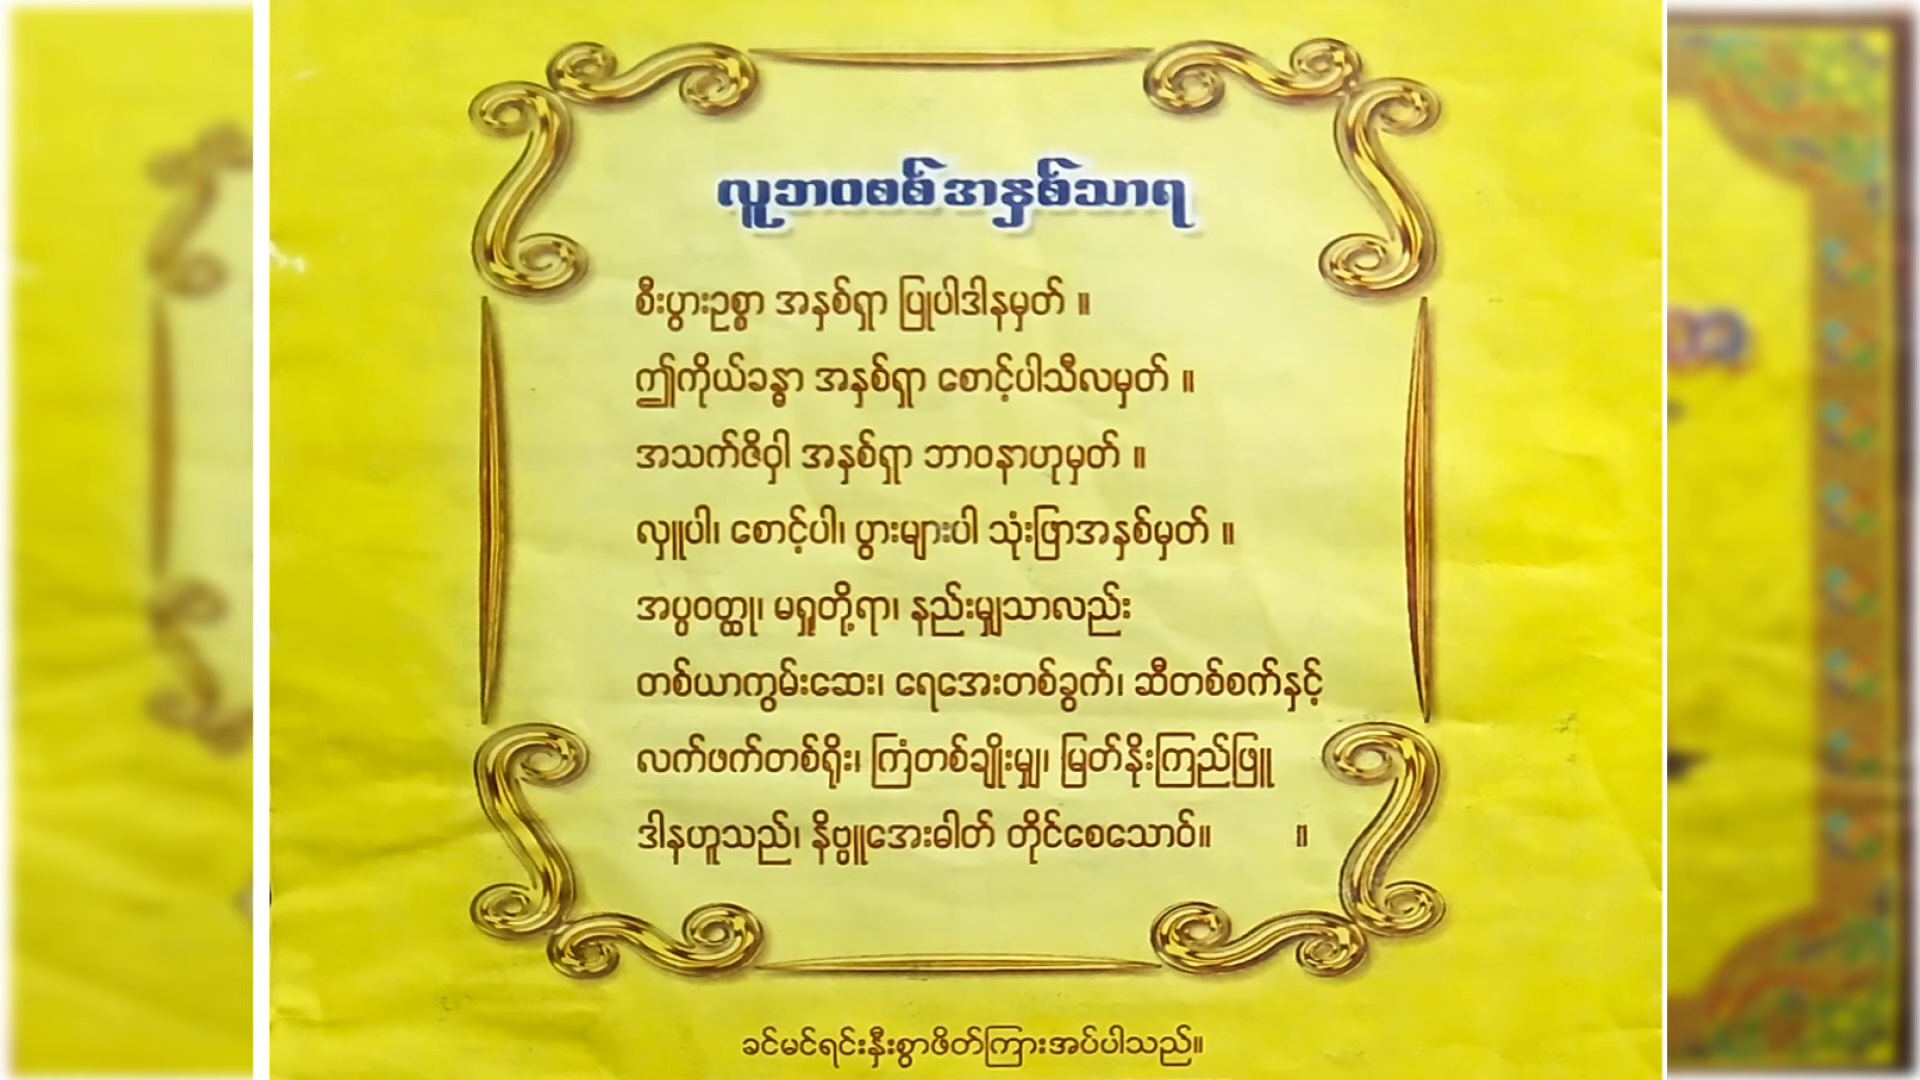 လူ့ဘဝစစ် အနှစ်သာရ
စီးပွားဥစ္စာ အနှစ်ရှာ ပြုပါဒါနမှတ် ။
ဤကိုယ်ခန္ဓာ အနှစ်ရှာ စောင့်ပါသီလမှတ် ။
အသက်ဇိဝှါ အနှစ်ရှာ ဘာဝနာဟုမှတ် ။
လှူပါ၊ စောင့်ပါ၊ ပွားများပါ သုံးဖြာအနှစ်မှတ် ။
အပွဝတ္ထု၊ မရှုတို့ရာ၊ နည်းမျှသာလည်း
တစ်ယာကွမ်းဆေး၊ ရေအေးတစ်ခွက်၊ ဆီတစ်စက်နှင့်
လက်ဖက်တစ်ရိုး၊ ကြံတစ်ချိုးမျှ၊ မြတ်နိုးကြည်ဖြူ
ဒါနဟူသည်၊ နိဗ္ဗူအေးဓါတ် တိုင်စေသောဝ်။ ။
ခင်မင်ရင်းနှီးစွာဖိတ်ကြားအပ်ပါသည်။